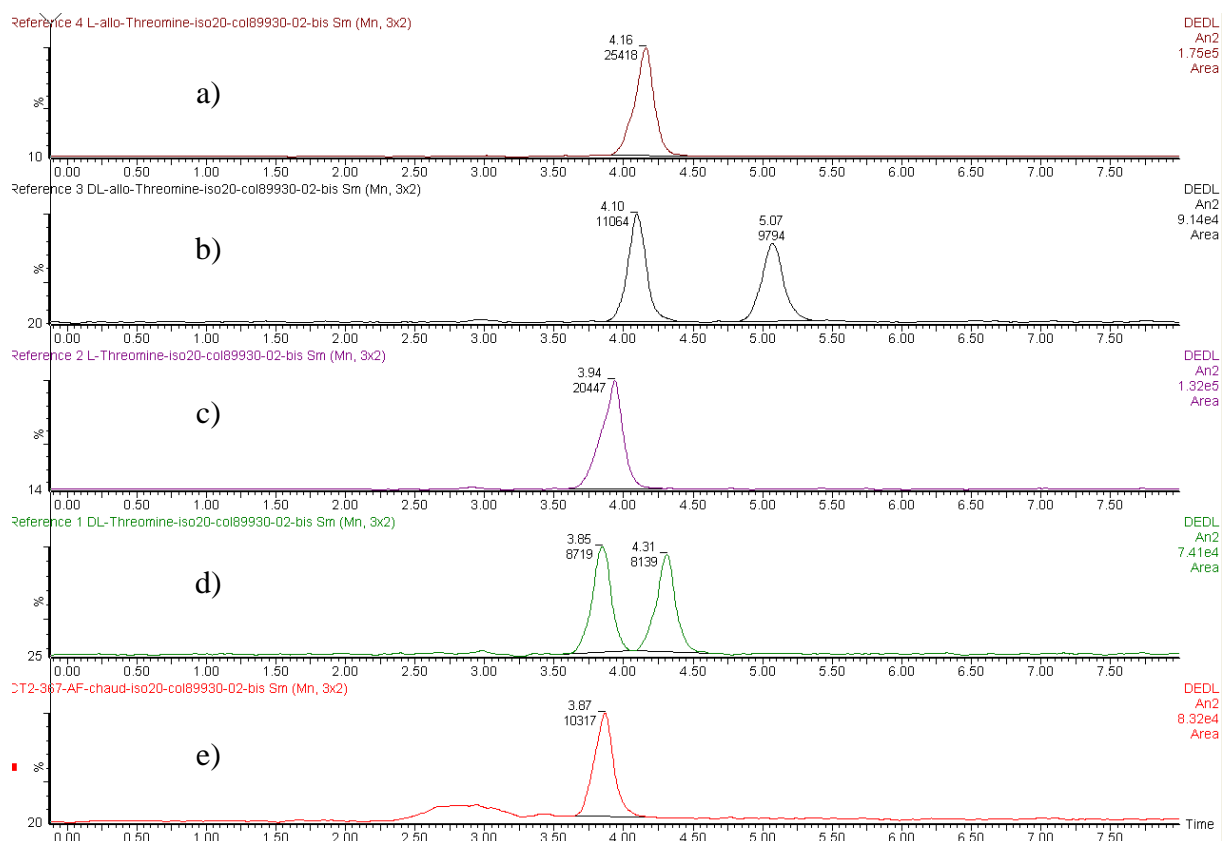 Reference 4 L-allo-Threomine-iso20-col89930-02-bis Sm (Mn, 3x2)
DEDL
An2
1.75e5
Area
4.16
25418
a)
%
10
0.00 0.50 1.00 1.50 2.00 2.50 3.00 3.50 4.00 4.50 5.00 5.50 6.00 6.50 7.00 7.50
Reference 3 DL-allo-Threomine-iso20-col89930-02-bis Sm (Mn, 3x2)
DEDL
An2
9.14e4
Area
4.10
11064
5.07
9794
b)
%
20
0.00 0.50 1.00 1.50 2.00 2.50 3.00 3.50 4.00 4.50 5.00 5.50 6.00 6.50 7.00 7.50
Reference 2 L-Threomine-iso20-col89930-02-bis Sm (Mn, 3x2)
DEDL
An2
1.32e5
Area
3.94
20447
c)
%
14
0.00 0.50 1.00 1.50 2.00 2.50 3.00 3.50 4.00 4.50 5.00 5.50 6.00 6.50 7.00 7.50
Reference 1 DL-Threomine-iso20-col89930-02-bis Sm (Mn, 3x2)
DEDL
An2
7.41e4
Area
3.85
8719
4.31
8139
d)
%
25
0.00 0.50 1.00 1.50 2.00 2.50 3.00 3.50 4.00 4.50 5.00 5.50 6.00 6.50 7.00 7.50
CT2-367-AF-chaud-iso20-col89930-02-bis Sm (Mn, 3x2)
DEDL
An2
8.32e4
Area
3.87
10317
e)
%
20
Time
0.00 0.50 1.00 1.50 2.00 2.50 3.00 3.50 4.00 4.50 5.00 5.50 6.00 6.50 7.00 7.50